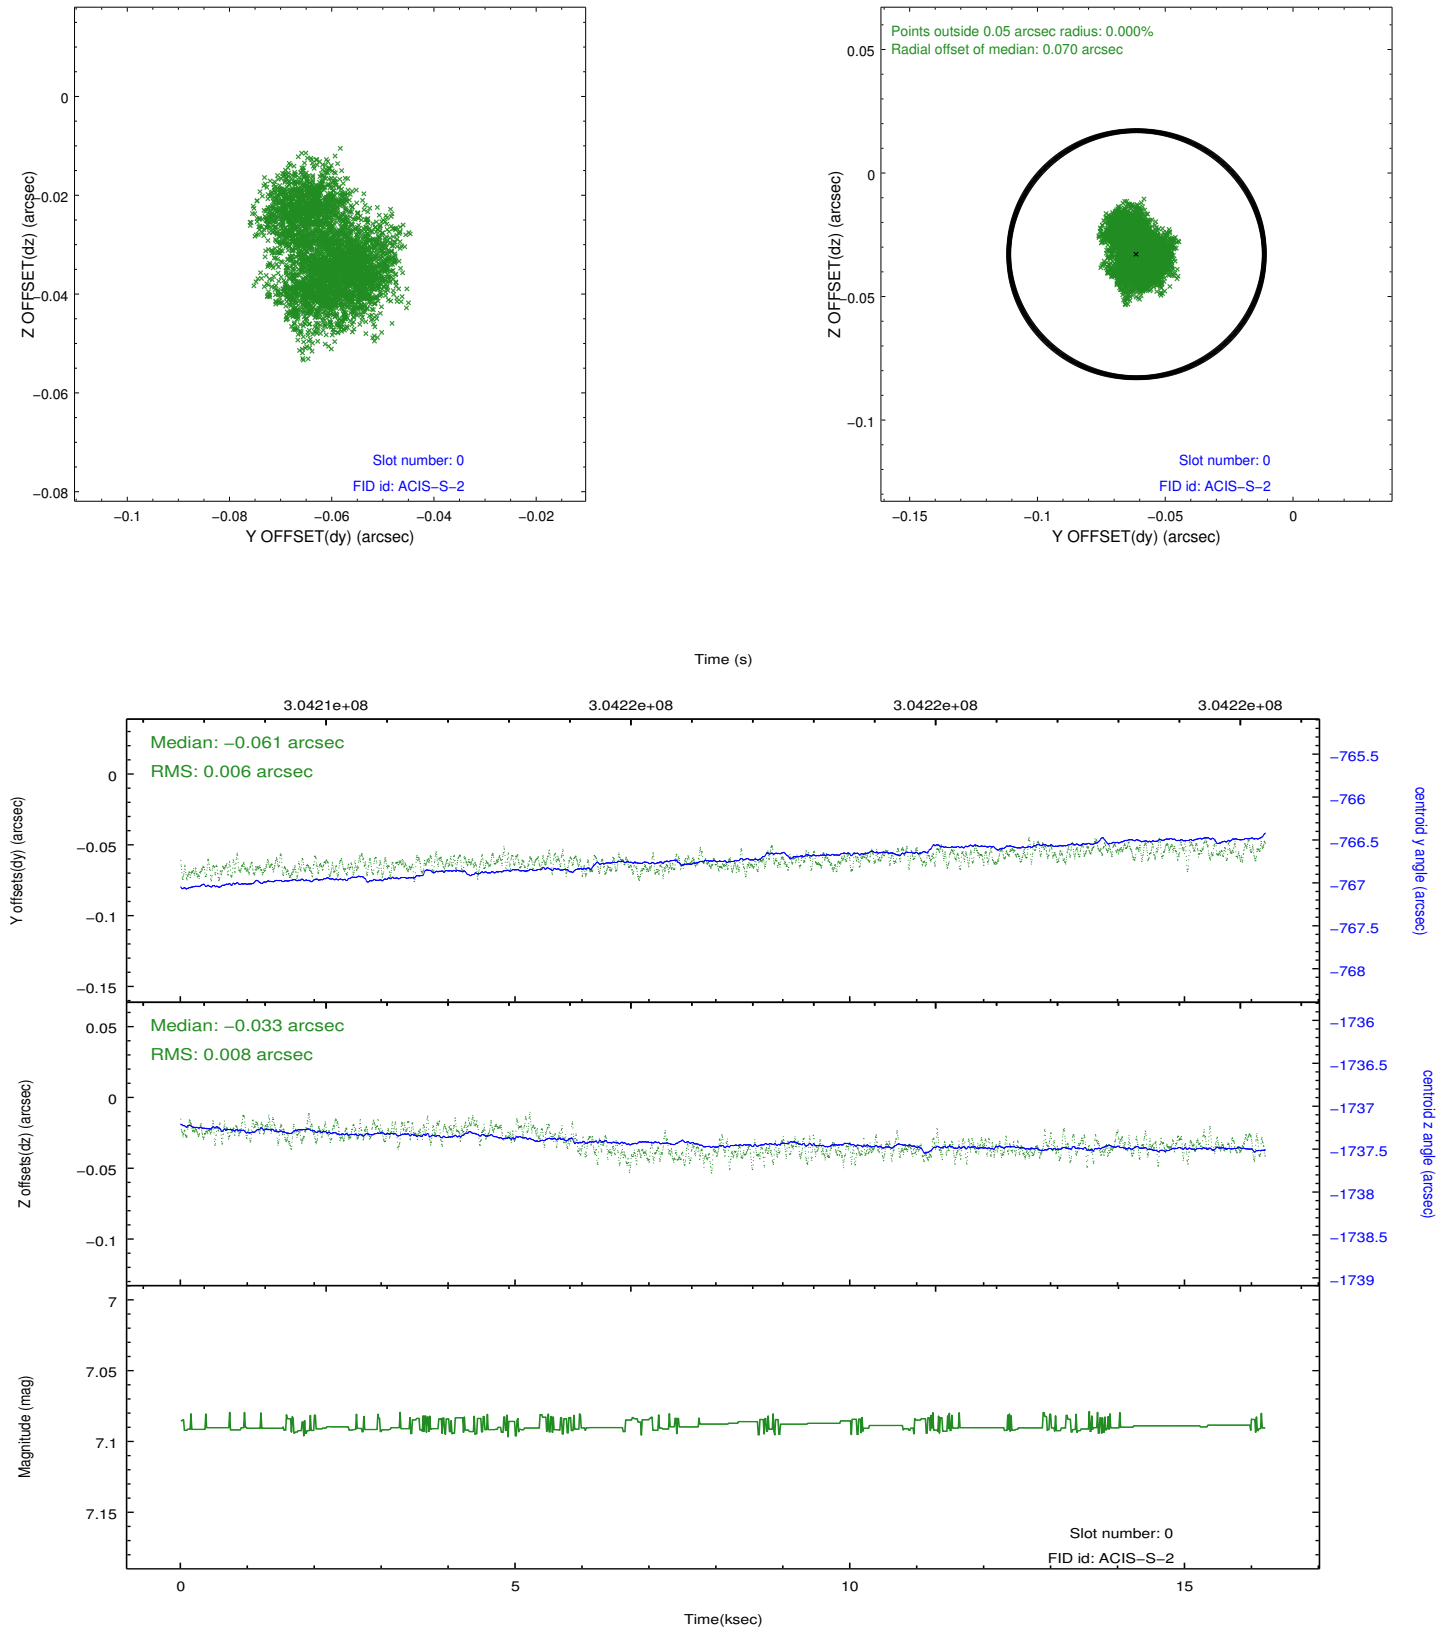 0
−0.02
−0.04
−0.06
−0.08
Z OFFSET(dz) (arcsec)
Slot number: 0
FID id: ACIS−S−2
−0.1
−0.08
−0.06
−0.04
−0.02
Y OFFSET(dy) (arcsec)
Points outside 0.05 arcsec radius: 0.000%
Radial offset of median: 0.070 arcsec
0.05
0
−0.05
−0.1
Z OFFSET(dz) (arcsec)
Slot number: 0
FID id: ACIS−S−2
−0.15
−0.1
−0.05
0
Y OFFSET(dy) (arcsec)
Time (s)
3.0421e+08
3.0422e+08
3.0422e+08
3.0422e+08
Median: −0.061 arcsec
RMS: 0.006 arcsec
0
−0.05
−0.1
−0.15
Y offsets(dy) (arcsec)
−765.5
−766
−766.5
−767
−767.5
−768
centroid y angle (arcsec)
Median: −0.033 arcsec
RMS: 0.008 arcsec
0.05
0
−0.05
−0.1
Z offsets(dz) (arcsec)
−1736
−1736.5
−1737
−1737.5
−1738
−1738.5
−1739
centroid z angle (arcsec)
7
7.05
7.1
7.15
Magnitude (mag)
Slot number: 0
FID id: ACIS−S−2
0
5
10
15
Time(ksec)